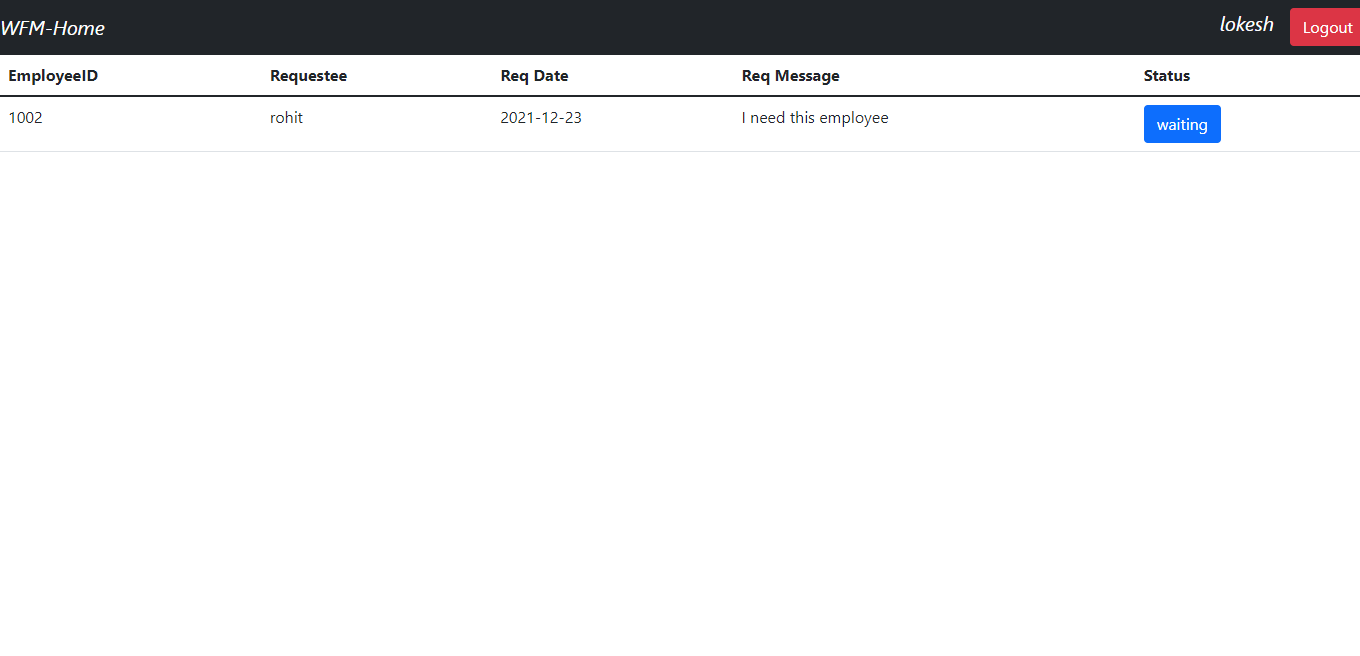 WFM-Home lokesh Logout
EmployeeID Requestee Req Date Req Message Status
1002 rohit 2021-12-23 I need this employee waiting